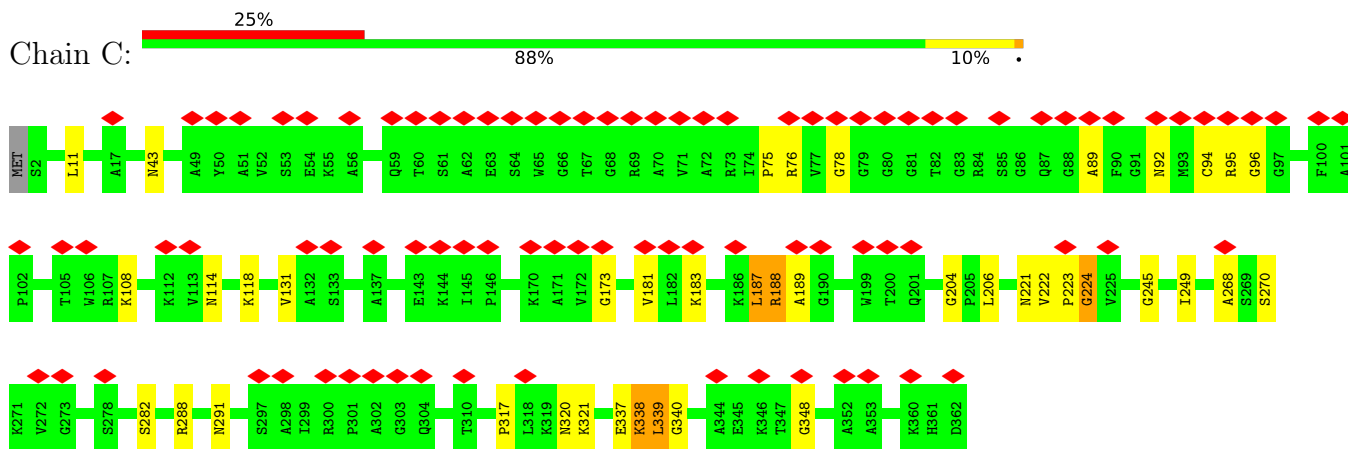 25%
Chain C:
88% 10% •
MET S2 L11 A17 N43 A49 Y50 A51 V52 S53 E54 K55 A56 Q59 T60 S61 A62 E63 S64 W65 G66 T67 G68 R69 A70 V71 A72 R73 I74 P75 R76 V77 G78 G79 G80 G81 T82 G83 R84 S85 G86 Q87 G88 A89 F90 G91 N92 M93 C94 R95 G96 G97 F100 A101
P102 T105 W106 R107 K108 K112 V113 N114 K118 V131 A132 S133 A137 E143 K144 I145 P146 K170 A171 V172 G173 V181 L182 K183 K186 L187 R188 A189 G190 W199 T200 Q201 G204 P205 L206 N221 V222 P223 G224 V225 G245 I249 A268 S269 S270
K271 V272 G273 S278 S282 R288 N291 S297 A298 I299 R300 P301 A302 G303 Q304 T310 P317 L318 K319 N320 K321 E337 K338 L339 G340 A344 E345 K346 T347 G348 A352 A353 K360 H361 D362